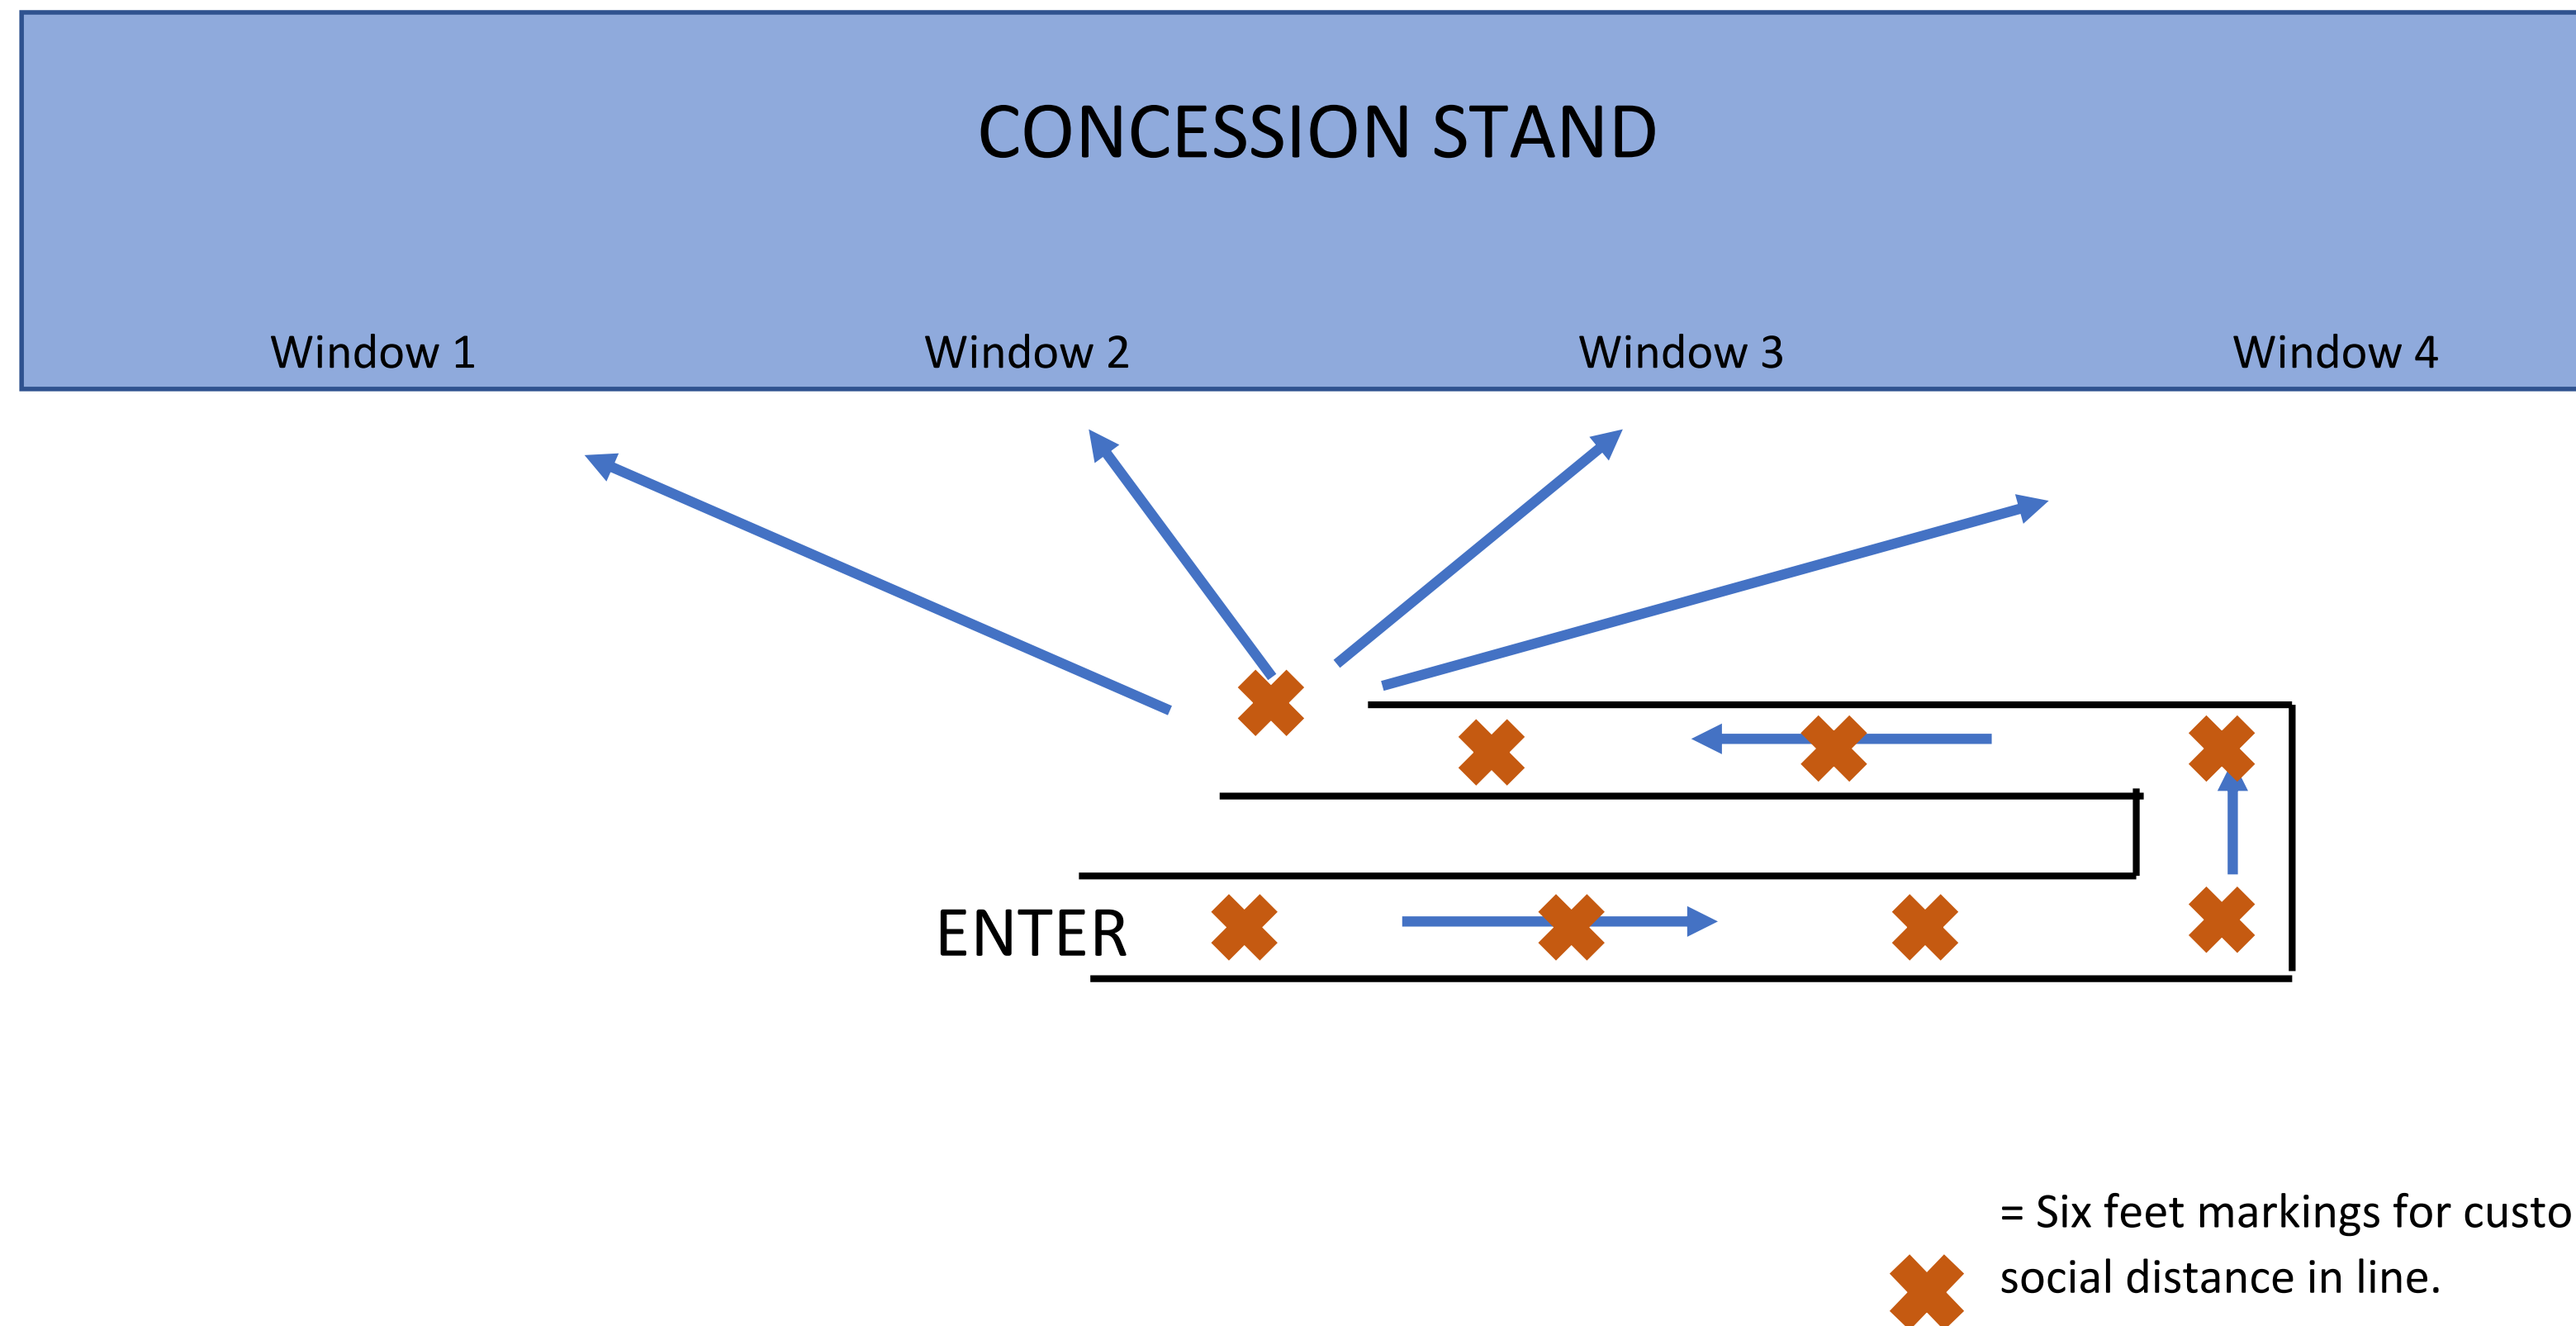 CONCESSION STAND
Window 1 Window 2 Window 3 Window 4
ENTER
= Six feet markings for custo
social distance in line.